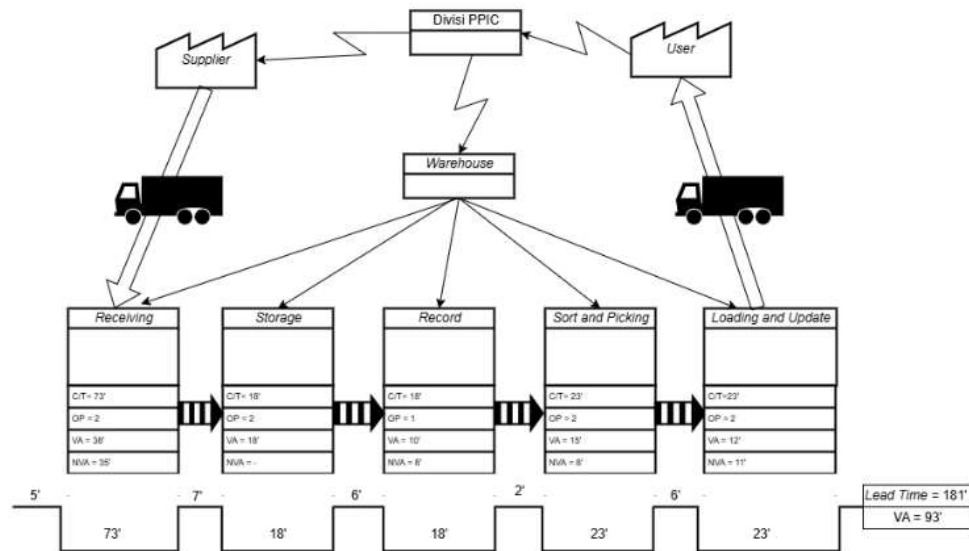 Divisi PPIC
Supplier
User
Warehouse
Receiving
C/T= 73'
OP = 2
VA = 38'
NVA = 35'
Storage
C/T= 18'
OP = 2
VA = 18'
NVA = -
Record
C/T= 18'
OP = 1
VA = 10'
NVA = 8'
Sort and Picking
C/T= 23'
OP = 2
VA = 15'
NVA = 8'
Loading and Update
C/T=23'
OP = 2
VA = 12'
NVA = 11'
5'
7'
6'
2'
6'
73'
18'
18'
23'
23'
Lead Time = 181'
VA = 93'